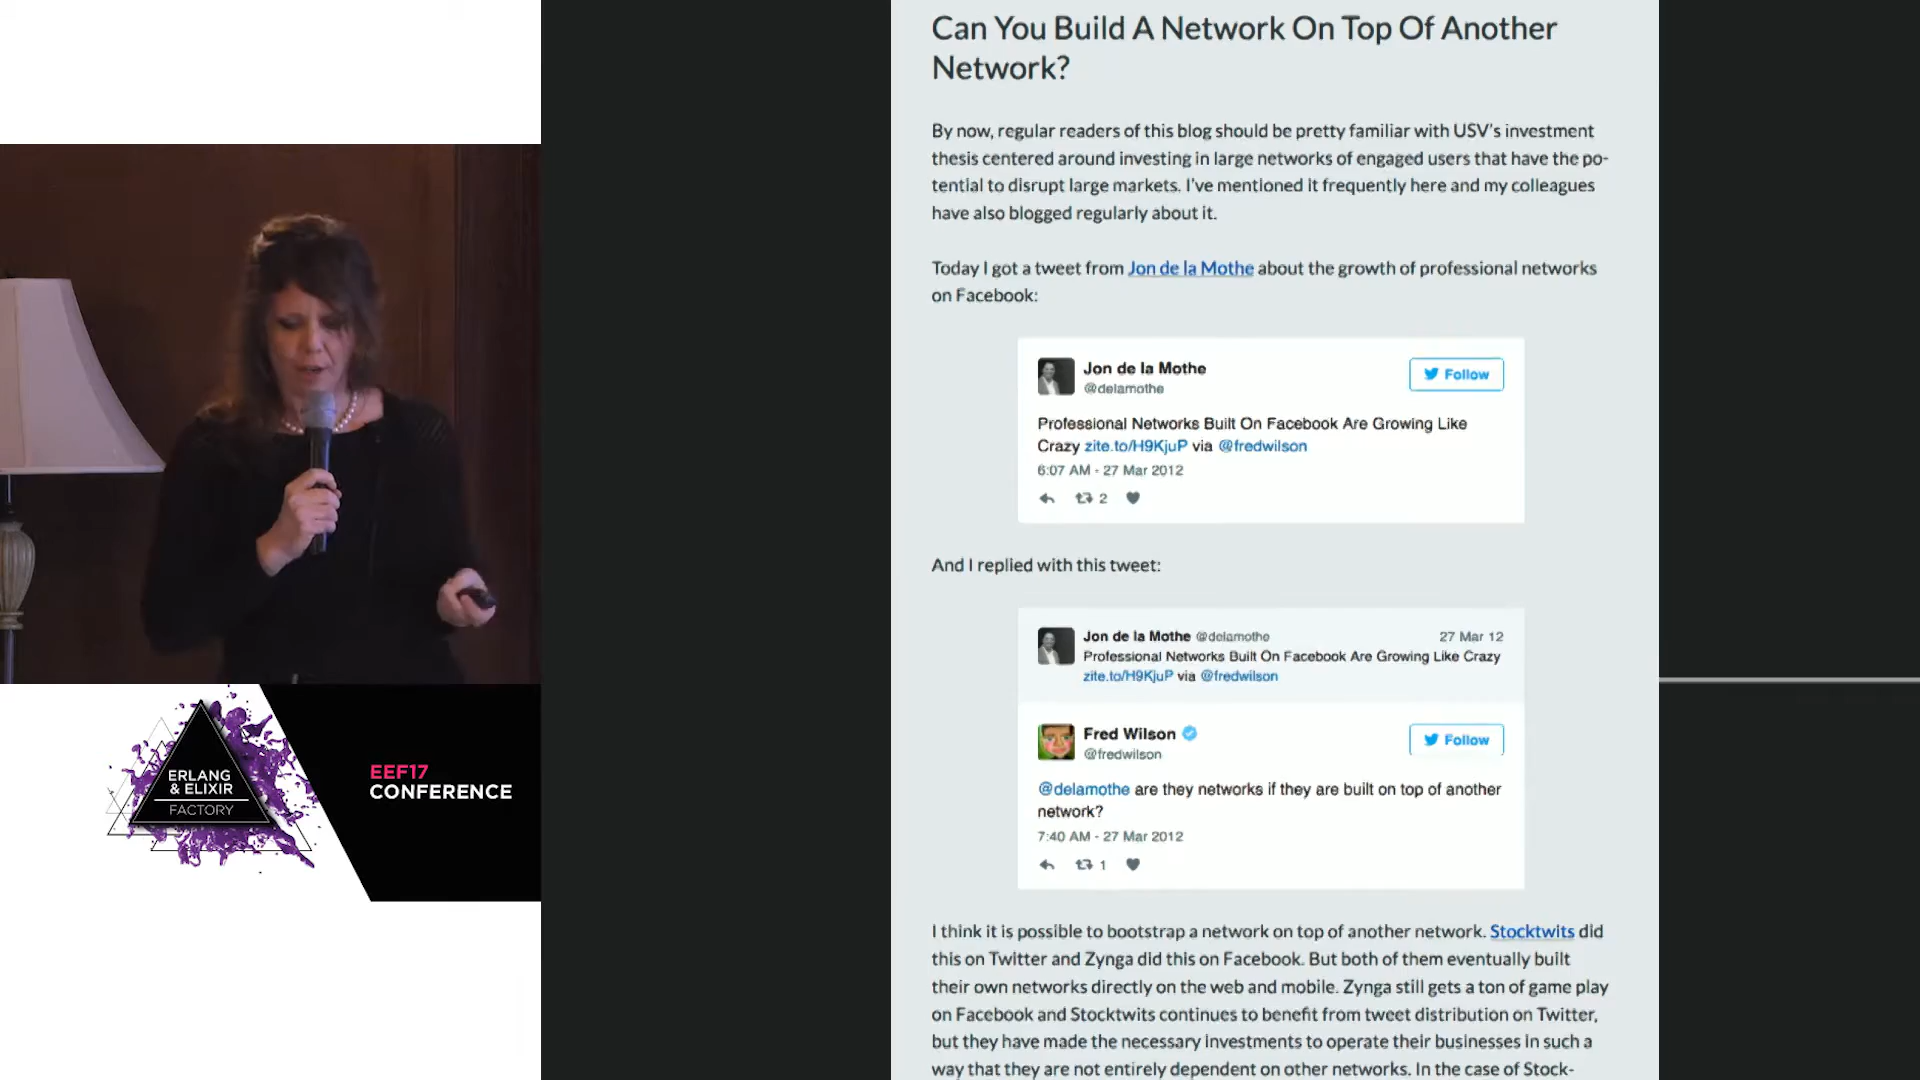 Can You Build A Network On Top Of Another
Network?
By now, regular readers of this blog should be pretty familiar with USV's investment
thesis centered around investing in large networks of engaged users that have the po-
tential to disrupt large markets. I've mentioned it frequently here and my colleagues
have also blogged regularly about it.
Today I got a tweet from Jon de la Mothe about the growth of professional networks
on Facebook:
Jon de la Mothe
@delamothe
Follow
Professional Networks Built On Facebook Are Growing Like
Crazy zite.to/H9KjuP via @fredwilson
6:07 AM - 27 Mar 2012
2
And I replied with this tweet:
Jon de la Mothe @delamothe 27 Mar 12
Professional Networks Built On Facebook Are Growing Like Crazy
zite.to/H9KjuP via @fredwilson
Fred Wilson
@fredwilson
Follow
@delamothe are they networks if they are built on top of another
network?
7:40 AM - 27 Mar 2012
1
I think it is possible to bootstrap a network on top of another network. Stocktwits did
this on Twitter and Zynga did this on Facebook. But both of them eventually built
their own networks directly on the web and mobile. Zynga still gets a ton of game play
on Facebook and Stocktwits continues to benefit from tweet distribution on Twitter,
but they have made the necessary investments to operate their businesses in such a
way that they are not entirely dependent on other networks. In the case of Stock-
ERLANG
& ELIXIR
FACTORY
EEF17
CONFERENCE